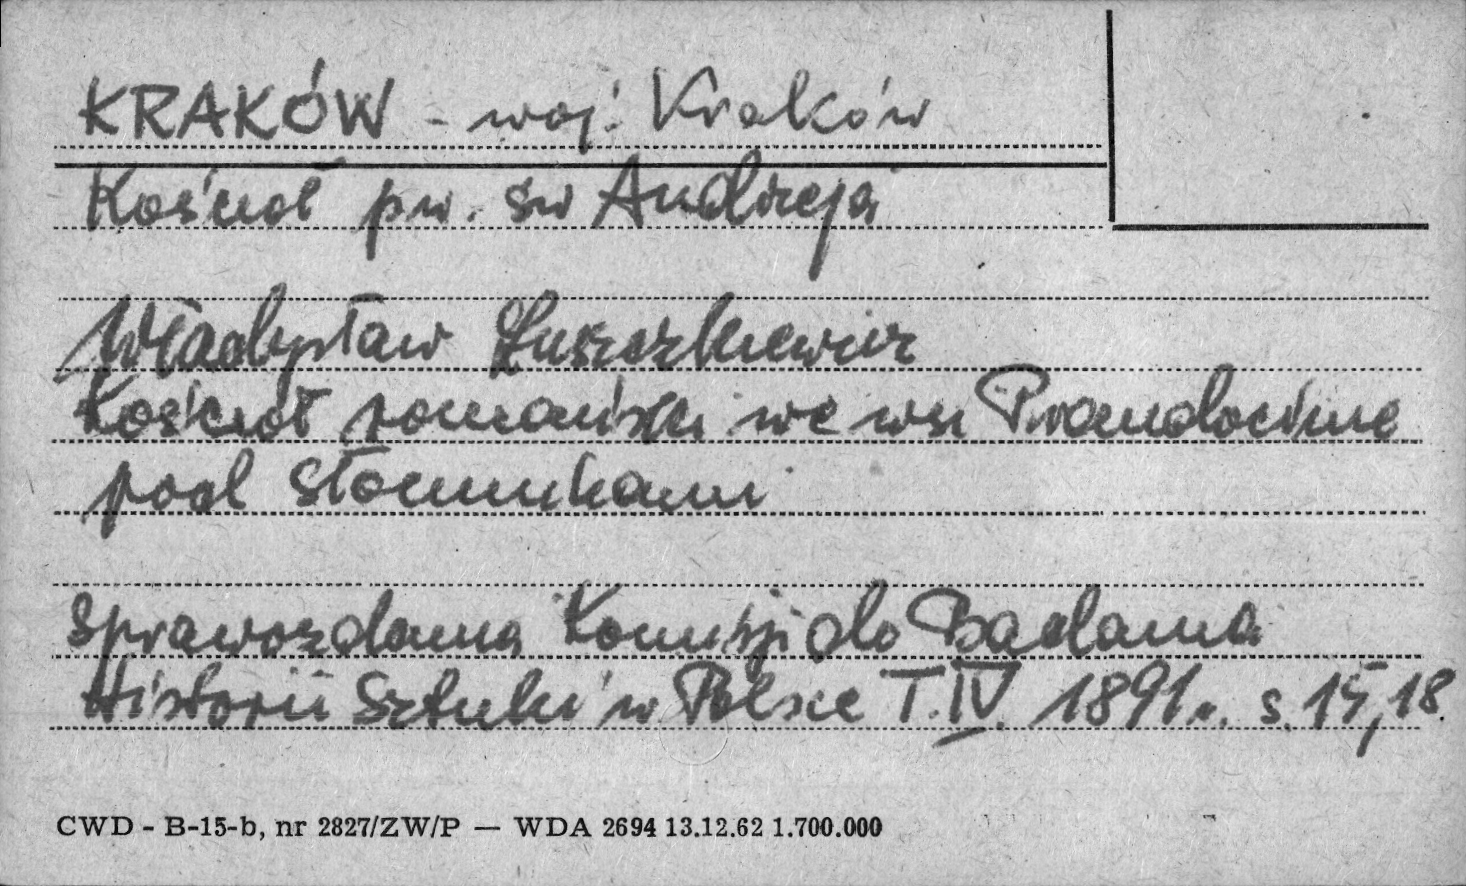 KRAKÓW - woj. Kraków
Kościół pw. św Andrzeja
Władysław Łuszczkiewicz
Kościół romański we wsi Prandocinie
pod Słomnikami
Sprawozdania Komisji do Badania
Historii Sztuki w Polsce T.IV. 1891r. s. 15,18.
CWD - B-15-b, nr 2827/ZW/P — WDA 2694 13.12.62 1.700.000